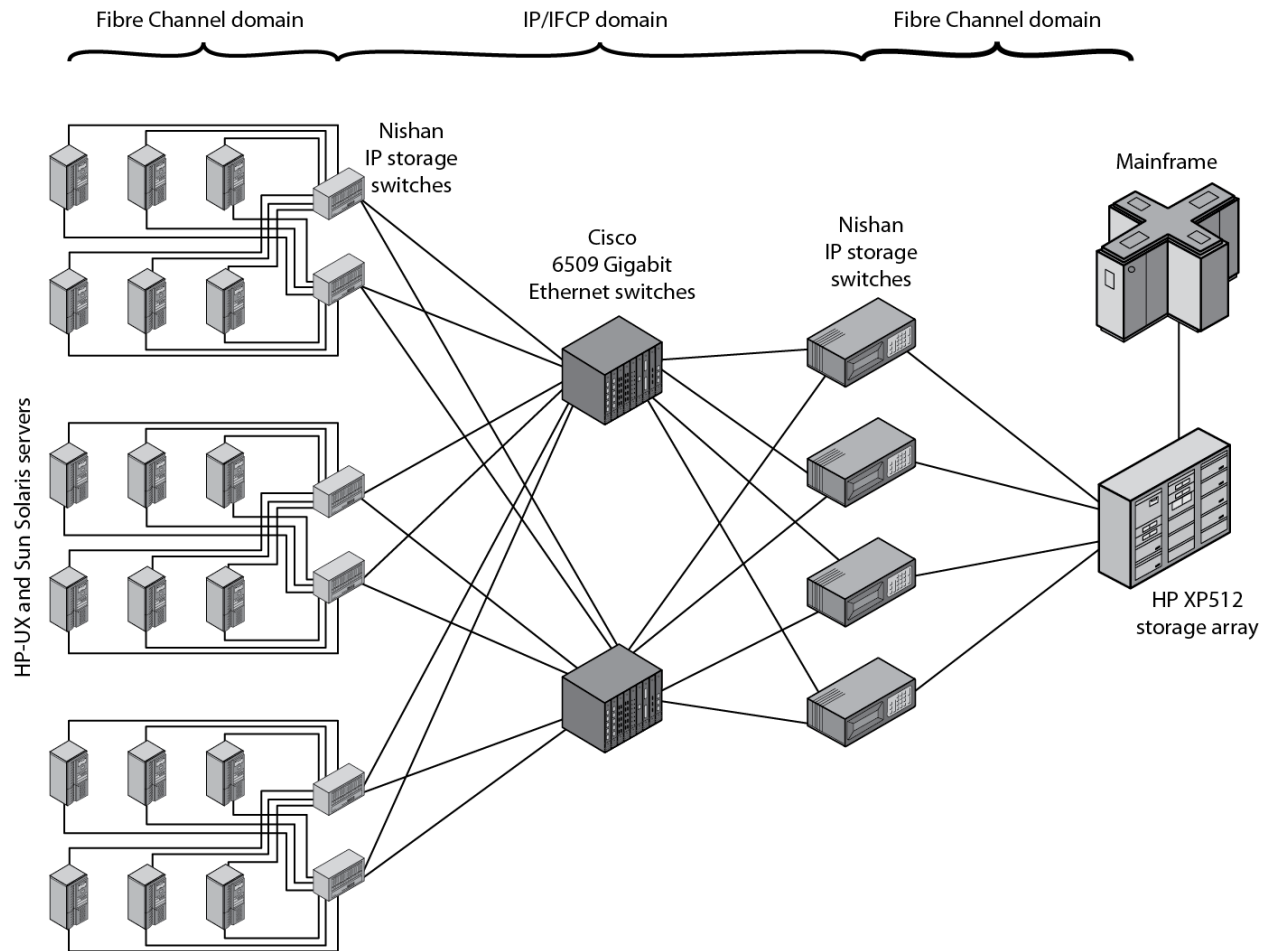 Fibre Channel domain
IP/IFCP domain
Fibre Channel domain
Nishan
IP storage
switches
Mainframe
Cisco
6509 Gigabit
Ethernet switches
Nishan
IP storage
switches
HP-UX and Sun Solaris servers
HP XP512
storage array